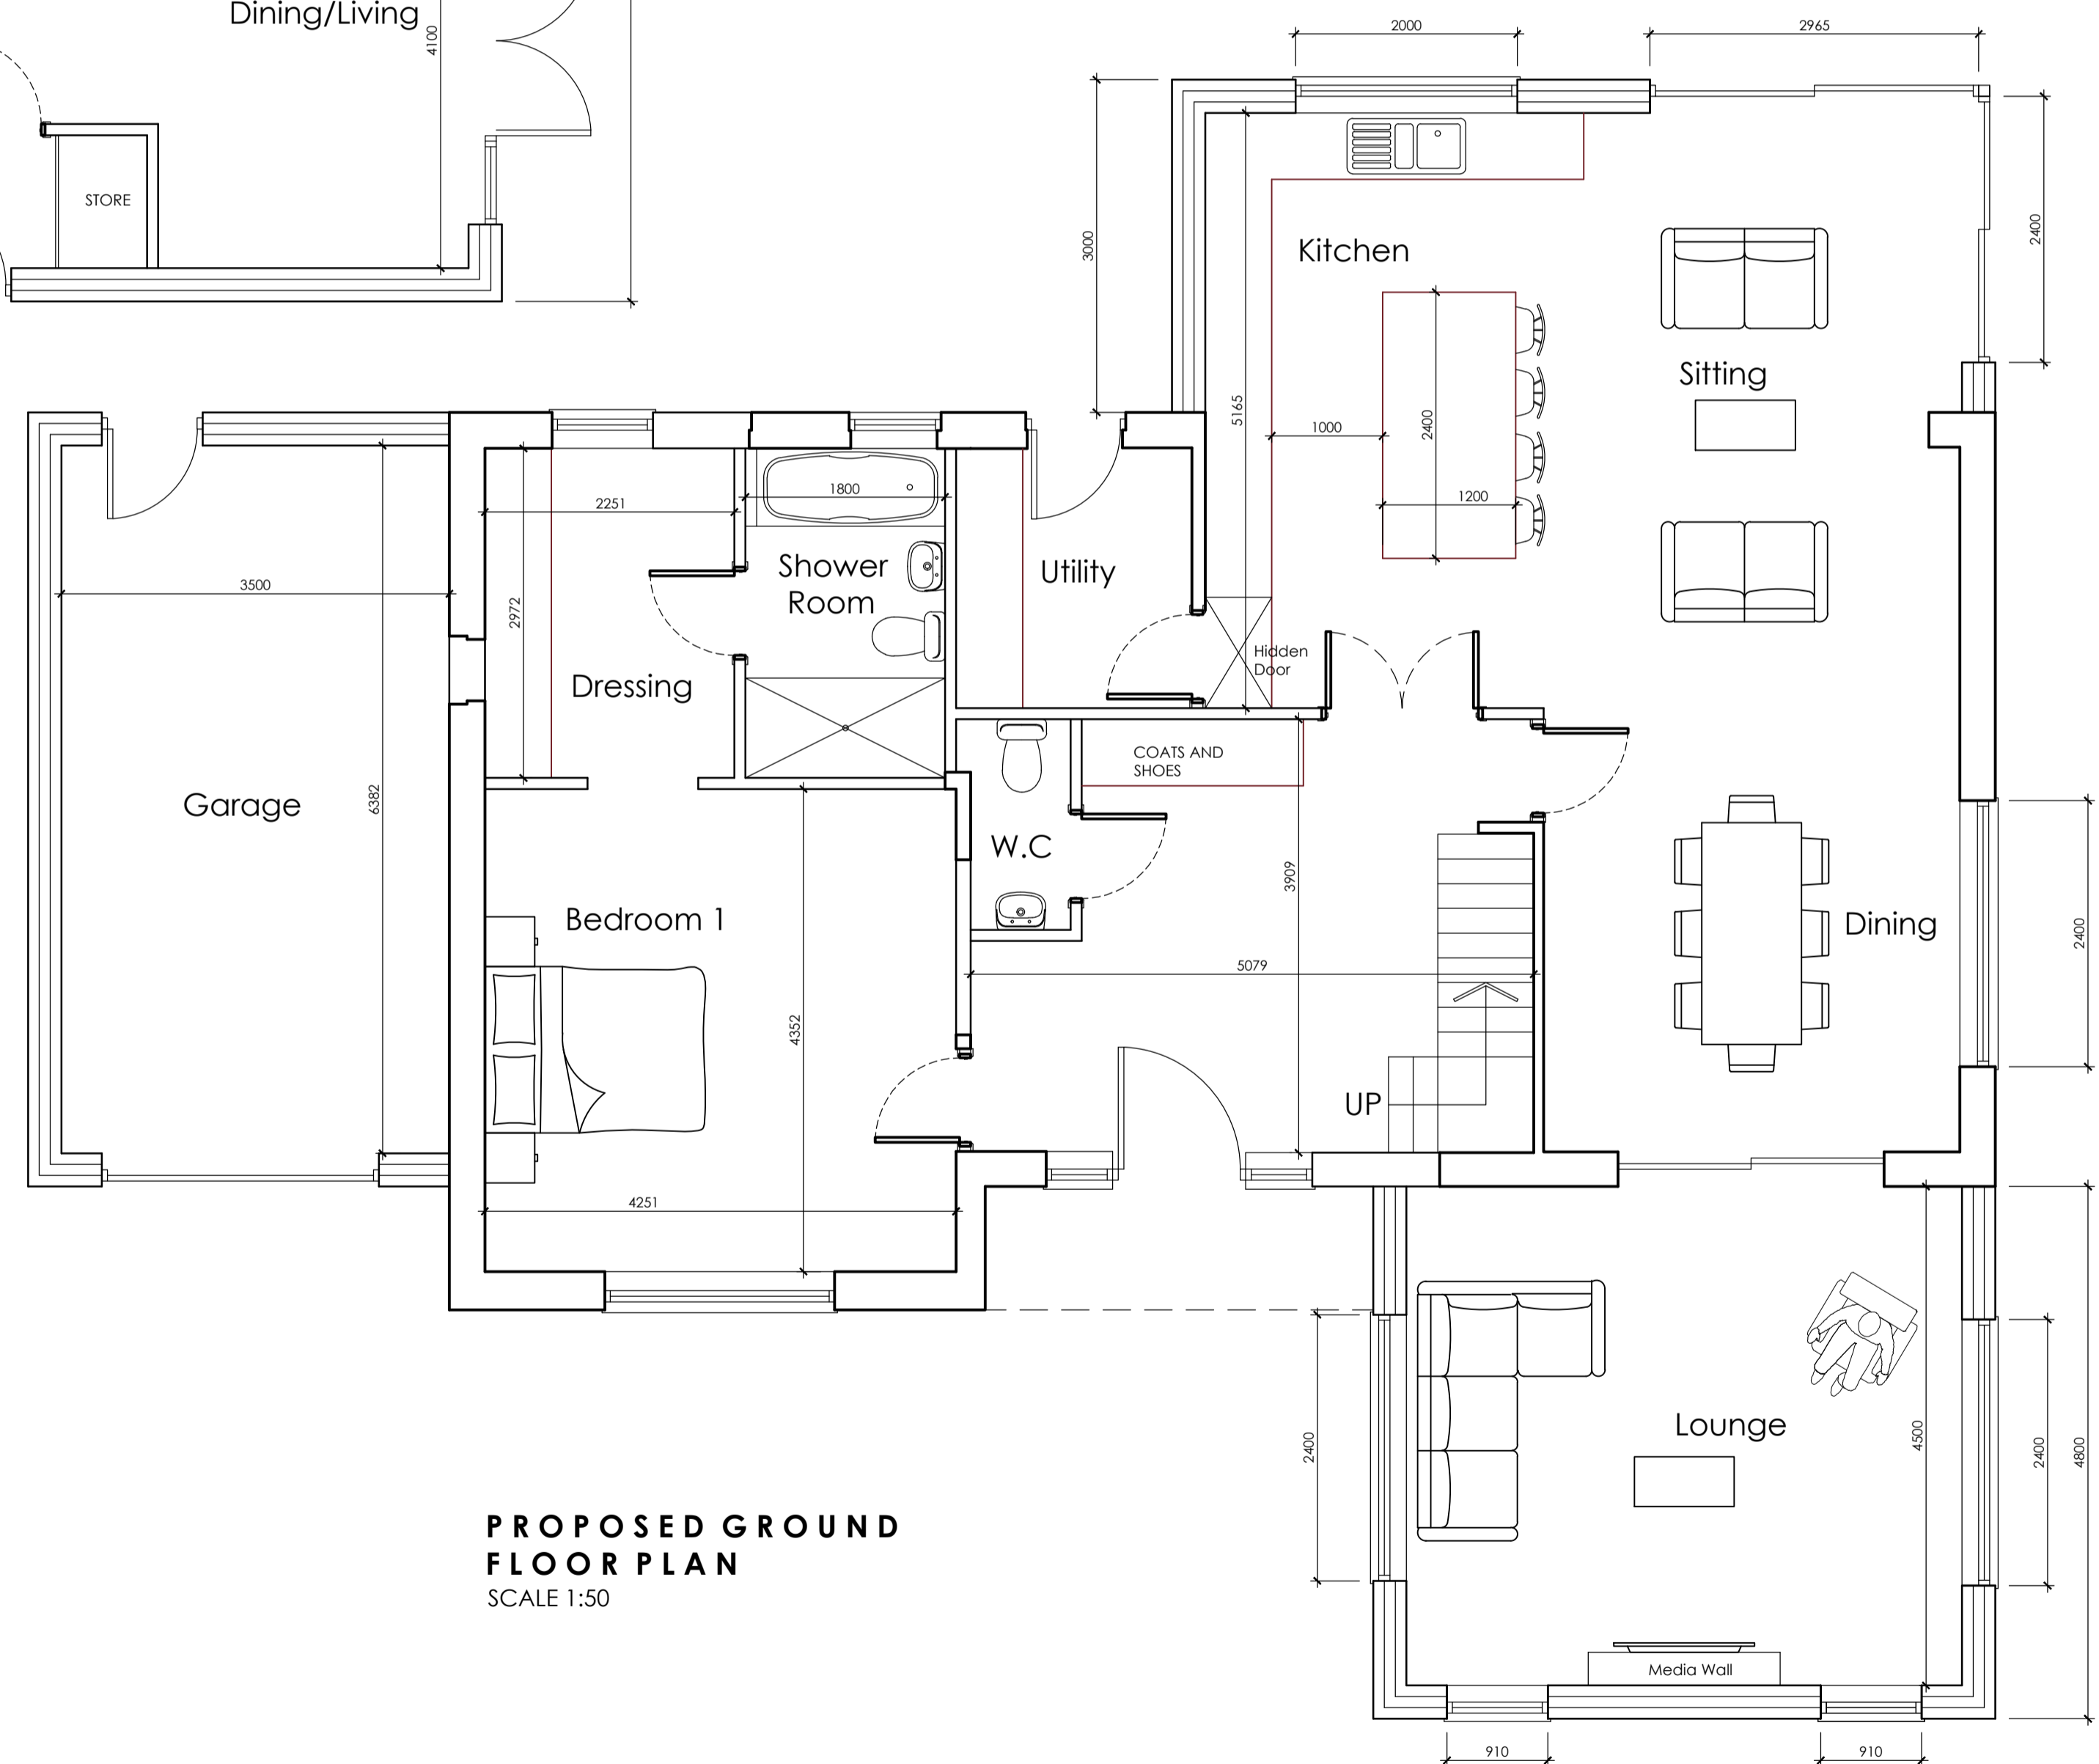 Dining/Living
4100
STORE
2000
2965
3000
2400
Kitchen
5165
2400
1000
1200
Sitting
2251
1800
Shower
Room
Utility
3500
2972
Hidden
Door
Dressing
COATS AND
SHOES
Garage
6382
W.C
3909
Bedroom 1
Dining
2400
5079
4352
UP
4251
Lounge
2400
4500
2400
4800
PROPOSED GROUND
FLOOR PLAN
SCALE 1:50
Media Wall
910
910